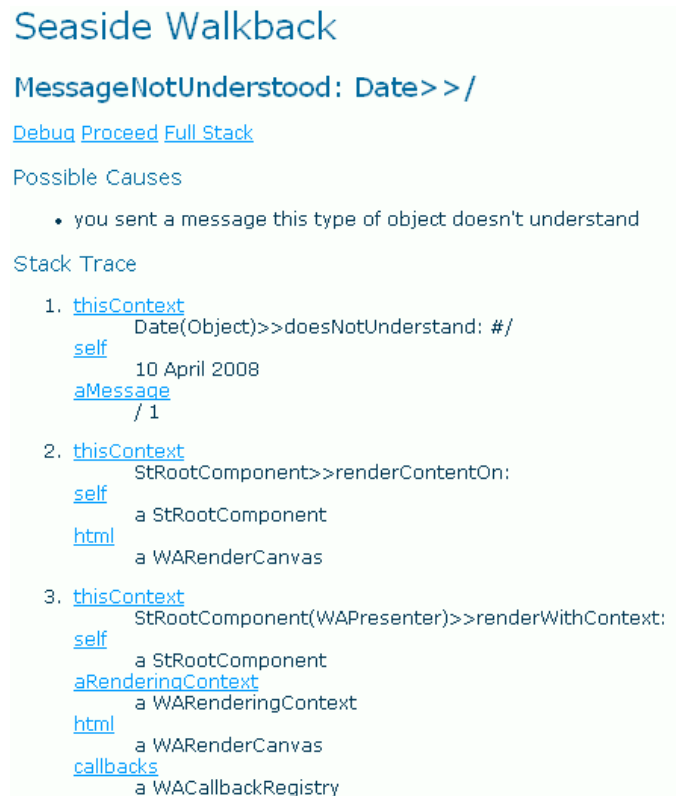 Seaside Walkback
MessageNotUnderstood: Date>>/
Debug Proceed Full Stack
Possible Causes
• you sent a message this type of object doesn't understand
Stack Trace
1. thisContext
Date(Object)>>doesNotUnderstand: #/
self
10 April 2008
aMessage
/ 1
2. thisContext
StRootComponent>>renderContentOn:
self
a StRootComponent
html
a WARenderCanvas
3. thisContext
StRootComponent(WAPresenter)>>renderWithContext:
self
a StRootComponent
aRenderingContext
a WARenderingContext
html
a WARenderCanvas
callbacks
a WACallbackRegistry